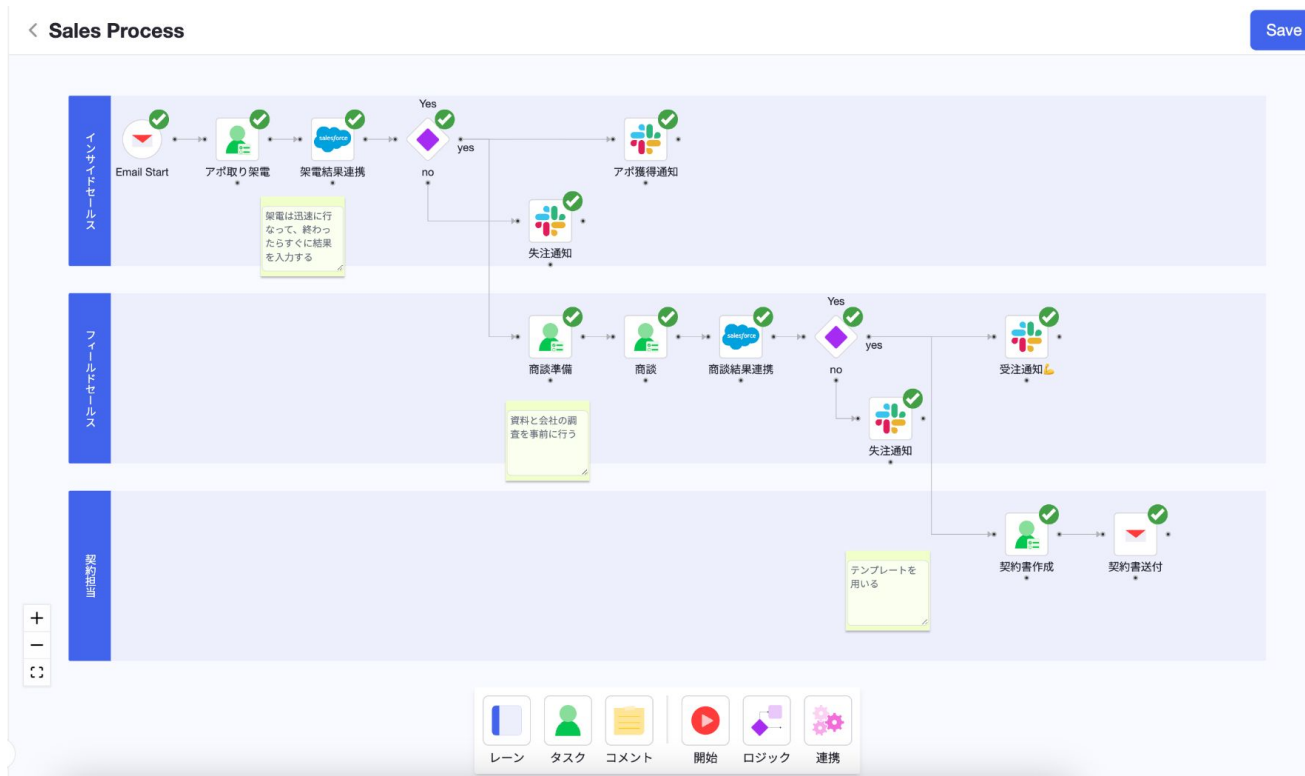 Sales Process
Save
インサイドセールス
Yes
Email Start
アポ取り架電
salesforce
架電結果連携
yes
no
アポ獲得通知
架電は迅速に行
なって、終わっ
たらすぐに結果
を入力する
失注通知
フィールドセールス
Yes
商談準備
商談
salesforce
商談結果連携
yes
no
受注通知💪
資料と会社の調
査を事前に行う
失注通知
契約担当
テンプレートを
用いる
契約書作成
契約書送付
レーン
タスク
コメント
開始
ロジック
連携